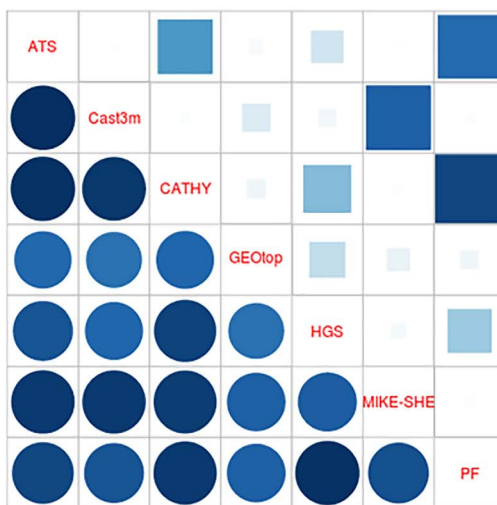 ATS
Cast3m
CATHY
GEOtop
HGS
MIKE-SHE
PF